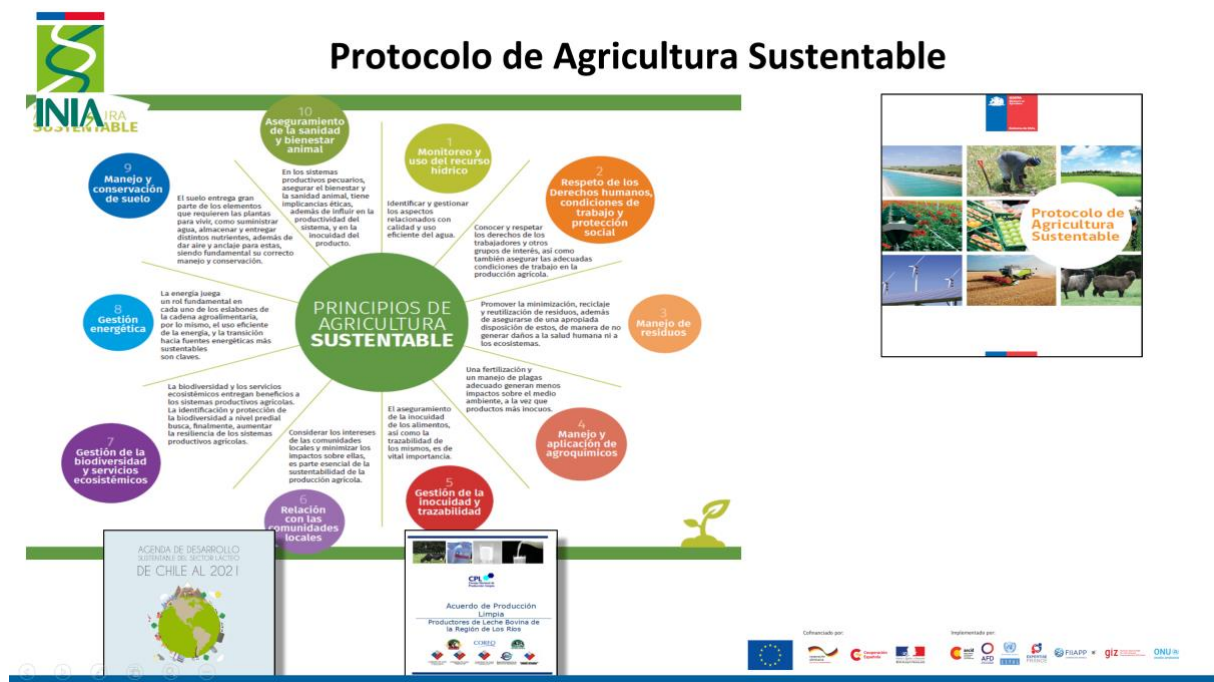 Protocolo de Agricultura Sustentable
INIA
URA
SUSTENTABLE
10
Aseguramiento
de la sanidad
y bienestar
animal
En los sistemas
productivos pecuarios,
asegurar el bienestar y
la sanidad animal, tiene
implicancias éticas,
además de influir en la
productividad del
sistema, y en la
inocuidad del
producto.
1
Monitoreo y
uso del recurso
hídrico
Identificar y gestionar
los aspectos
relacionados con
calidad y uso
eficiente del agua.
2
Respeto de los
Derechos humanos,
condiciones de
trabajo y
protección
social
Conocer y respetar
los derechos de los
trabajadores y otros
grupos de interés, así como
también asegurar las adecuadas
condiciones de trabajo en la
producción agrícola.
3
Manejo de
residuos
Promover la minimización, reciclaje
y reutilización de residuos, además
de asegurarse de una apropiada
disposición de estos, de manera de no
generar daños a la salud humana ni a
los ecosistemas.
4
Manejo y
aplicación de
agroquímicos
Una fertilización y
un manejo de plagas
adecuado generan menos
impactos sobre el medio
ambiente, a la vez que
productos más inocuos.
5
Gestión de la
inocuidad y
trazabilidad
El aseguramiento
de la inocuidad
de los alimentos,
así como la
trazabilidad de
los mismos, es de
vital importancia.
6
Relación
con las
comunidades
locales
Considerar los intereses
de las comunidades
locales y minimizar los
impactos sobre ellas,
es parte esencial de la
sustentabilidad de la
producción agrícola.
7
Gestión de la
biodiversidad
y servicios
ecosistémicos
La biodiversidad y los servicios
ecosistémicos entregan beneficios a
los sistemas productivos agrícolas.
La identificación y protección de
la biodiversidad a nivel predial
busca, finalmente, aumentar
la resiliencia de los sistemas
productivos agrícolas.
8
Gestión
energética
La energía juega
un rol fundamental en
cada uno de los eslabones de
la cadena agroalimentaria,
por lo mismo, el uso eficiente
de la energía, y la transición
hacia fuentes energéticas más
sustentables
son claves.
9
Manejo y
conservación
de suelo
El suelo entrega gran
parte de los elementos
que requieren las plantas
para vivir, como suministrar
agua, almacenar y entregar
distintos nutrientes, además de
dar aire y anclaje para estas,
siendo fundamental su correcto
manejo y conservación.
PRINCIPIOS DE
AGRICULTURA
SUSTENTABLE
Protocolo de
Agricultura
Sustentable
AGENDA DE DESARROLLO
SUSTENTABLE DEL SECTOR LÁCTEO
DE CHILE AL 2021
CPL
Acuerdo de Producción
Limpia
Productores de Leche Bovina de
la Región de Los Ríos
CORFO
Cofinanciado por:
Cooperación
Española
Implementado por:
AFD
EXPERTISE
FRANCE
FIIAPP
giz
ONU